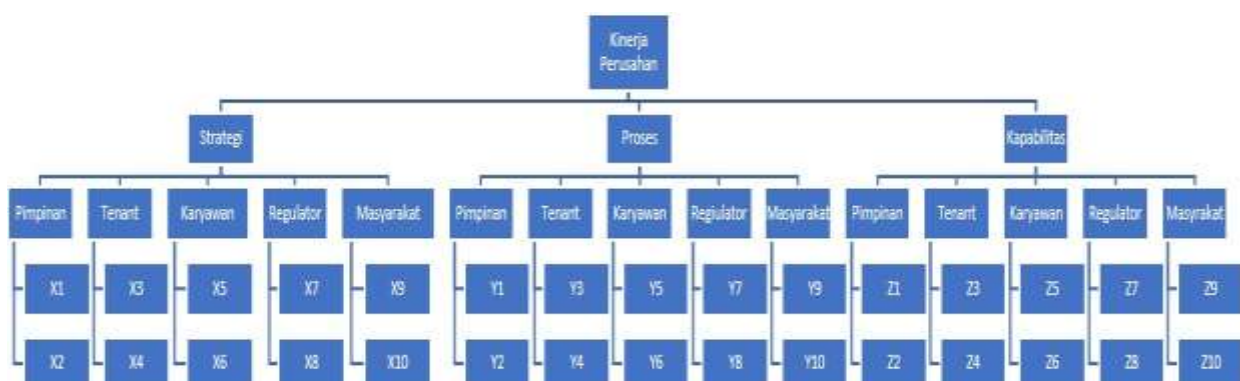 Kinerja
Perusahan
Strategi
Proses
Kapabilitas
Pimpinan
Tenant
Karyawan
Regulator
Masyarakat
Pimpinan
Tenant
Karyawan
Regiulator
Masyarakat
Pimpinan
Tenant
Karyawan
Regulator
Masyrakat
X1
X3
X5
X7
X9
Y1
Y3
Y5
Y7
Y9
Z1
Z3
Z5
Z7
Z9
X2
X4
X6
X8
X10
Y2
Y4
Y6
Y8
Y10
Z2
Z4
Z6
Z8
Z10